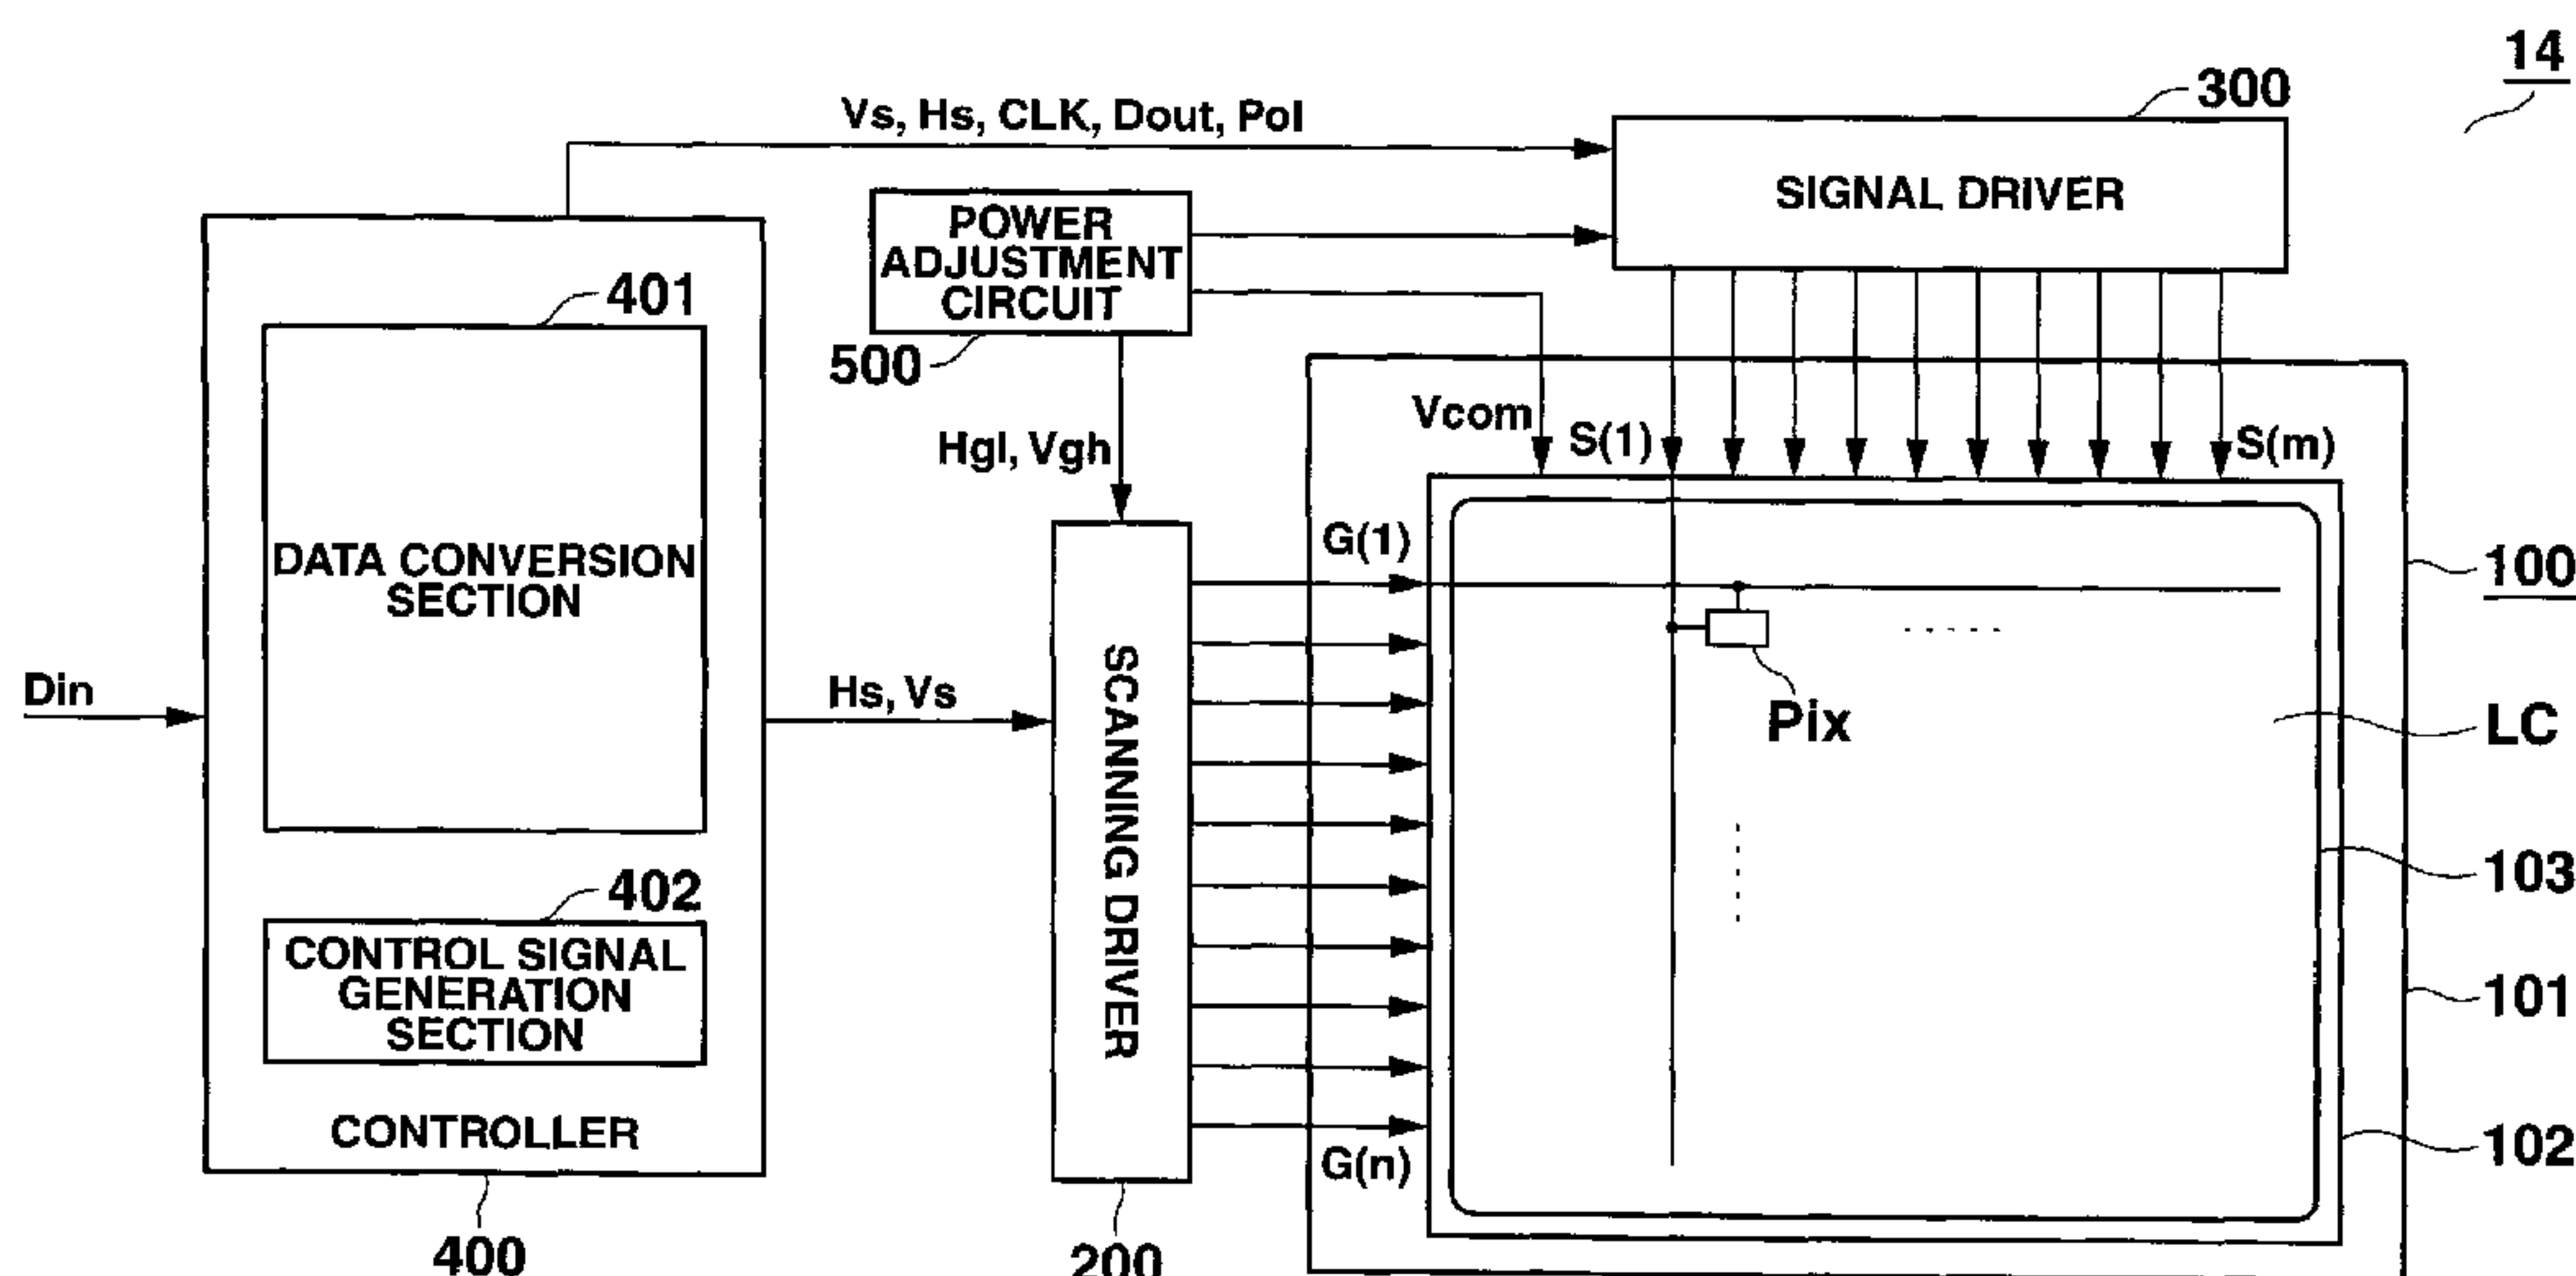 14
Vs, Hs, CLK, Dout, Pol
300
SIGNAL DRIVER
POWER
ADJUSTMENT
CIRCUIT
500
401
DATA CONVERSION
SECTION
Hgl, Vgh
Vcom
S(1)
S(m)
G(1)
100
Din
Hs, Vs
SCANNING DRIVER
Pix
LC
103
402
CONTROL SIGNAL
GENERATION
SECTION
101
CONTROLLER
G(n)
102
400
200